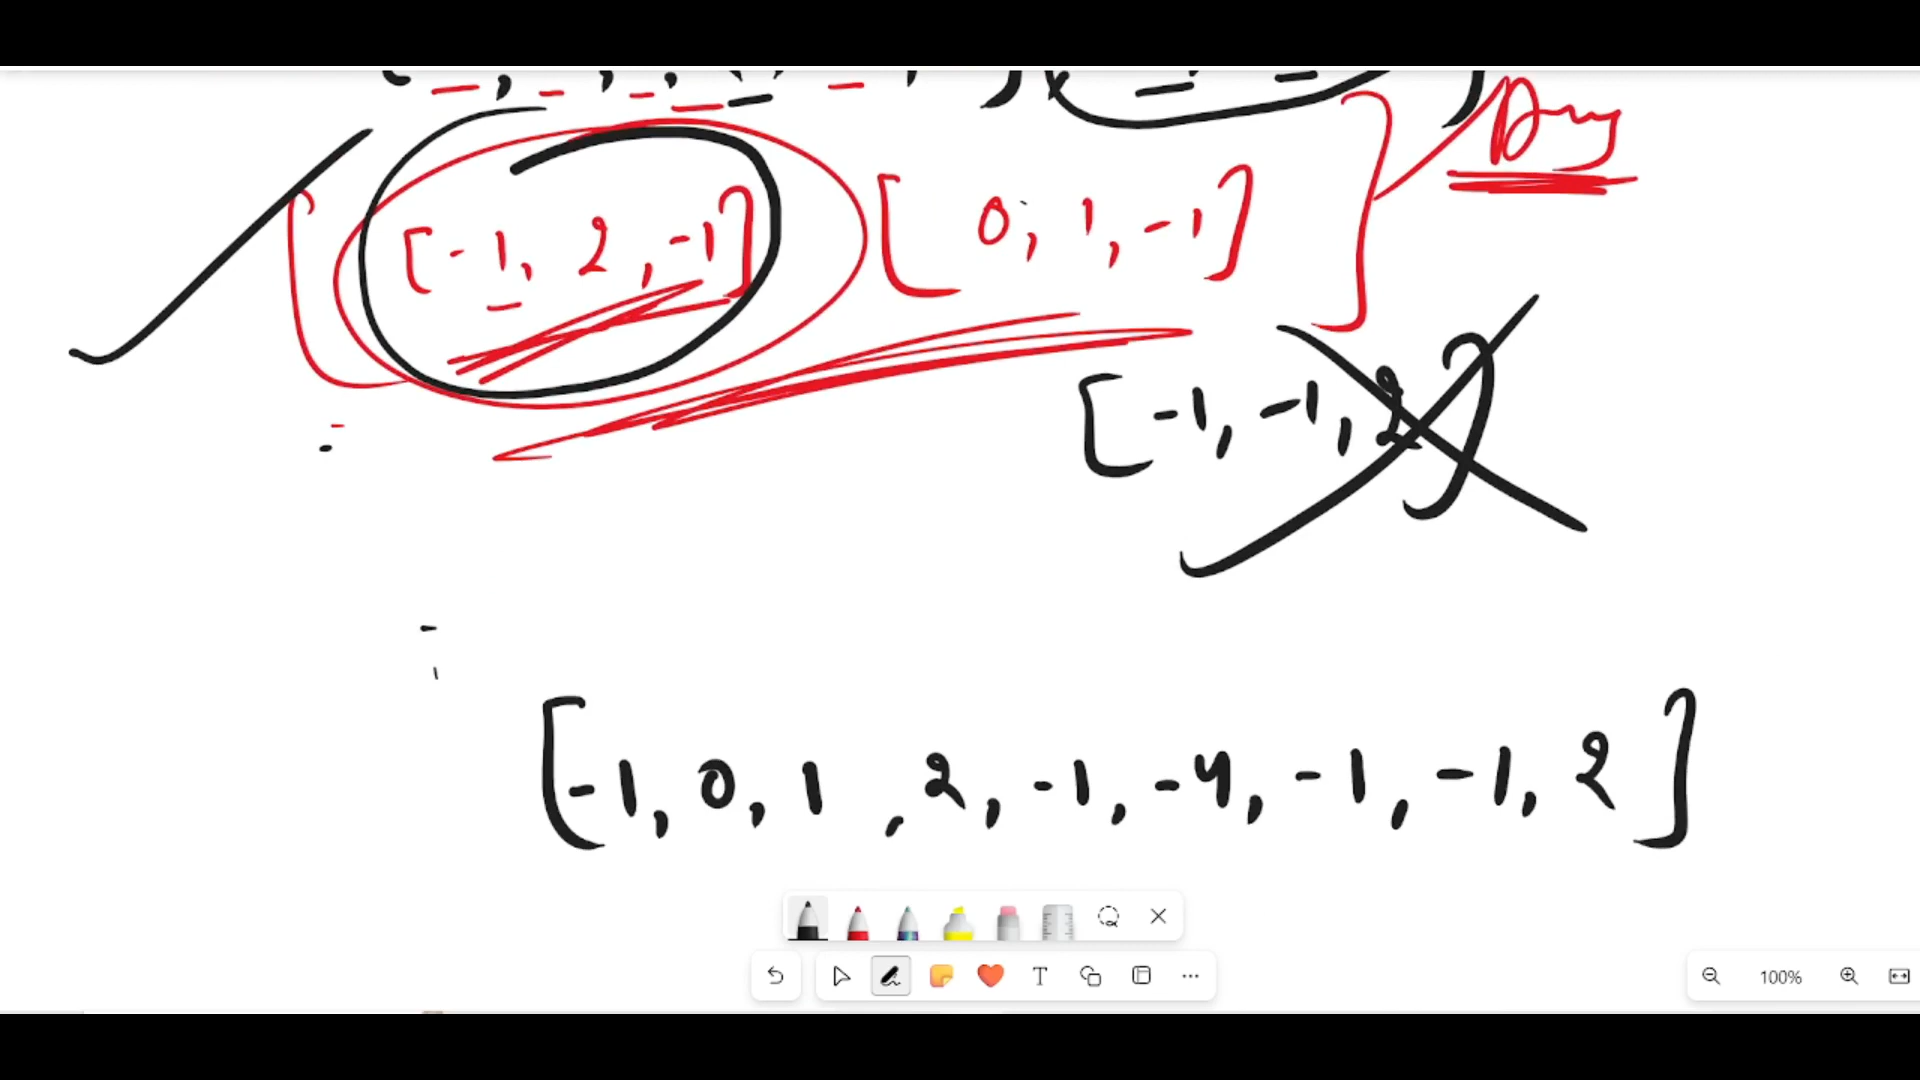 [-1, 2, -1] [0, 1, -1]
[-1, -1, 2]
[-1, 0, 1, 2, -1, -4, -1, -1, 2]
100%